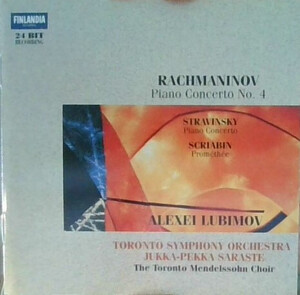 FINLANDIA
24 BIT
RECORDING
RACHMANINOV
Piano Concerto No. 4
STRAVINSKY
Piano Concerto
SCRIABIN
Prométhée
ALEXEI LUBIMOV
TORONTO SYMPHONY ORCHESTRA
JUKKA-PEKKA SARASTE
The Toronto Mendelssohn Choir